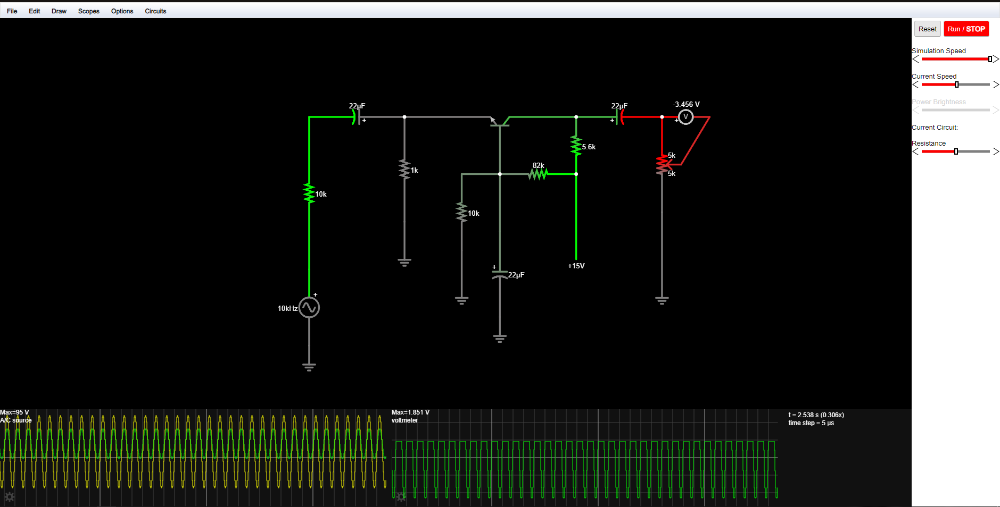 File Edit Draw Scopes Options Circuits
Reset Run / STOP
Simulation Speed
Current Speed
Power Brightness
Current Circuit:
Resistance
22µF
+
1k
10k
+
10kHz
82k
5.6k
10k
+
22µF
+15V
22µF
+
-3.456 V
V
+
5k
5k
Max=95 V
A/C source
Max=1.851 V
voltmeter
t = 2.538 s (0.306x)
time step = 5 µs